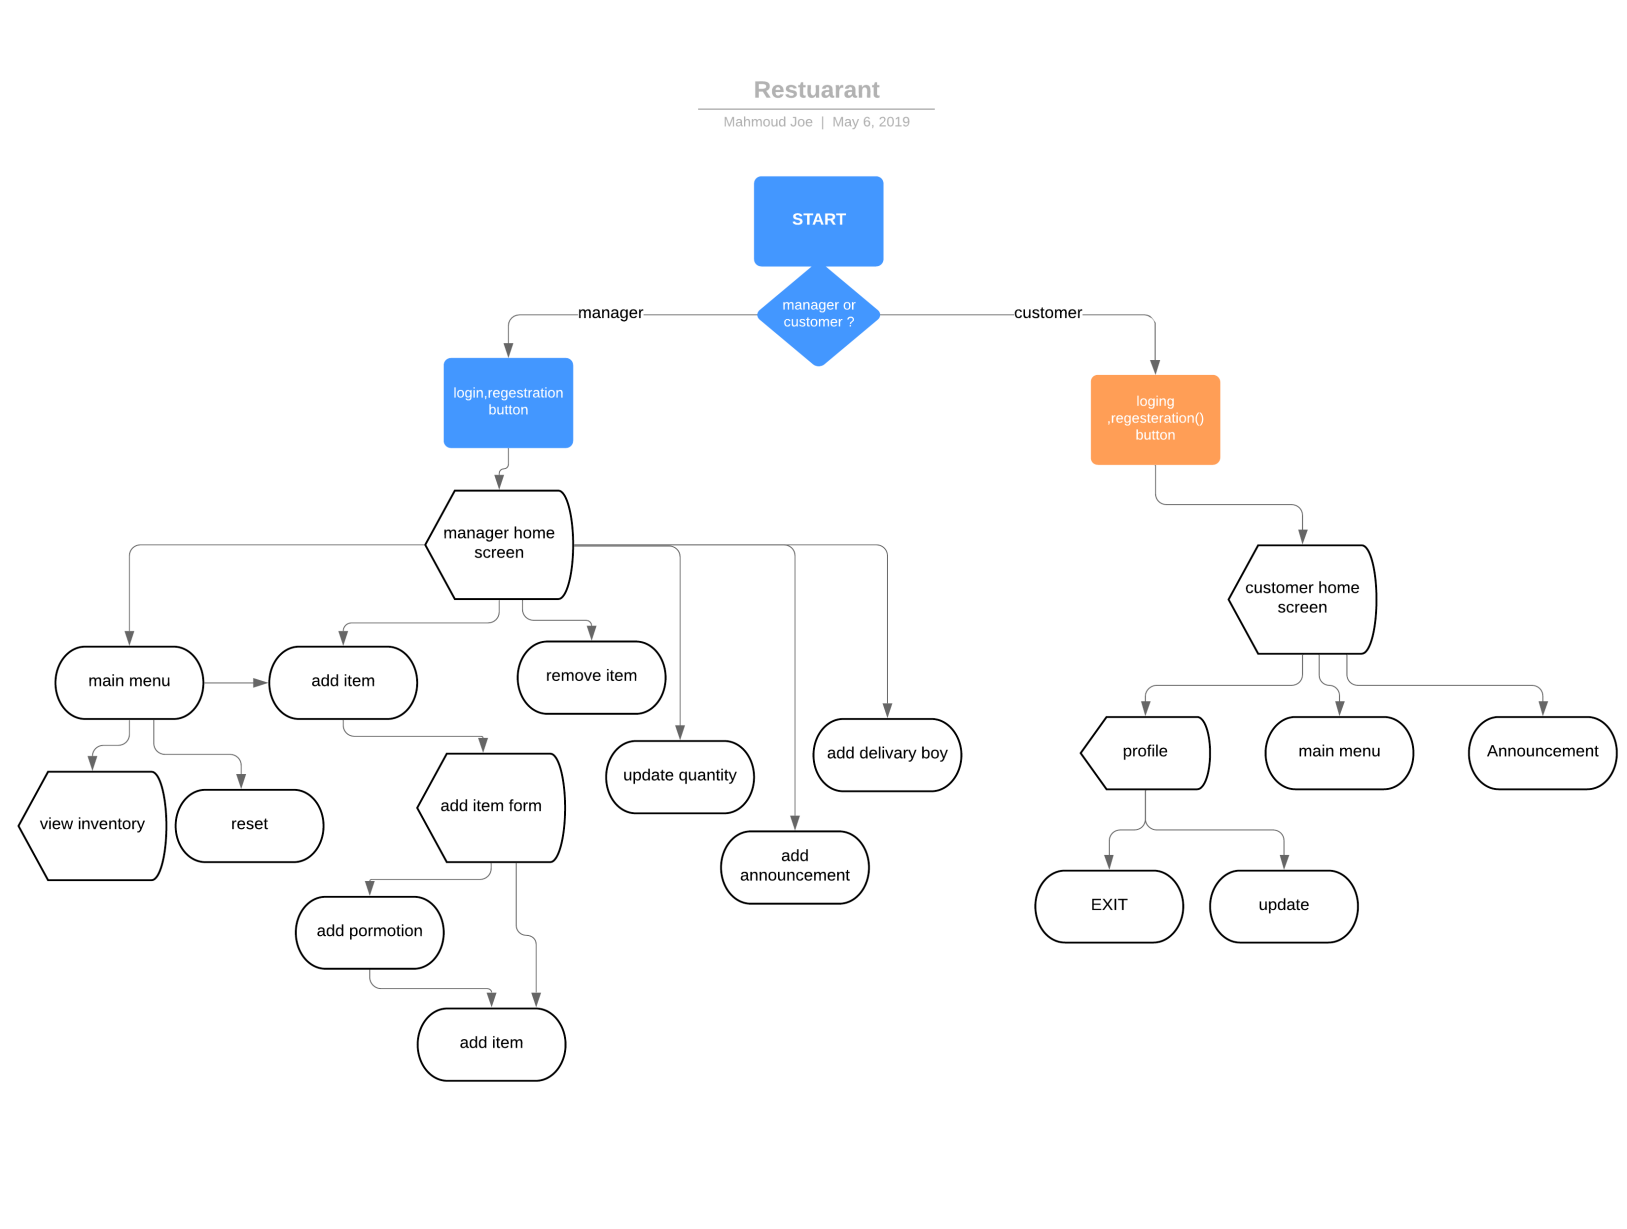 Restuarant
Mahmoud Joe | May 6, 2019
START
manager or
customer ?
manager
customer
login,regestration
button
loging
,regesteration()
button
manager home
screen
customer home
screen
main menu
add item
remove item
update quantity
add
announcement
add delivary boy
profile
main menu
Announcement
view inventory
reset
add item form
add pormotion
add item
EXIT
update